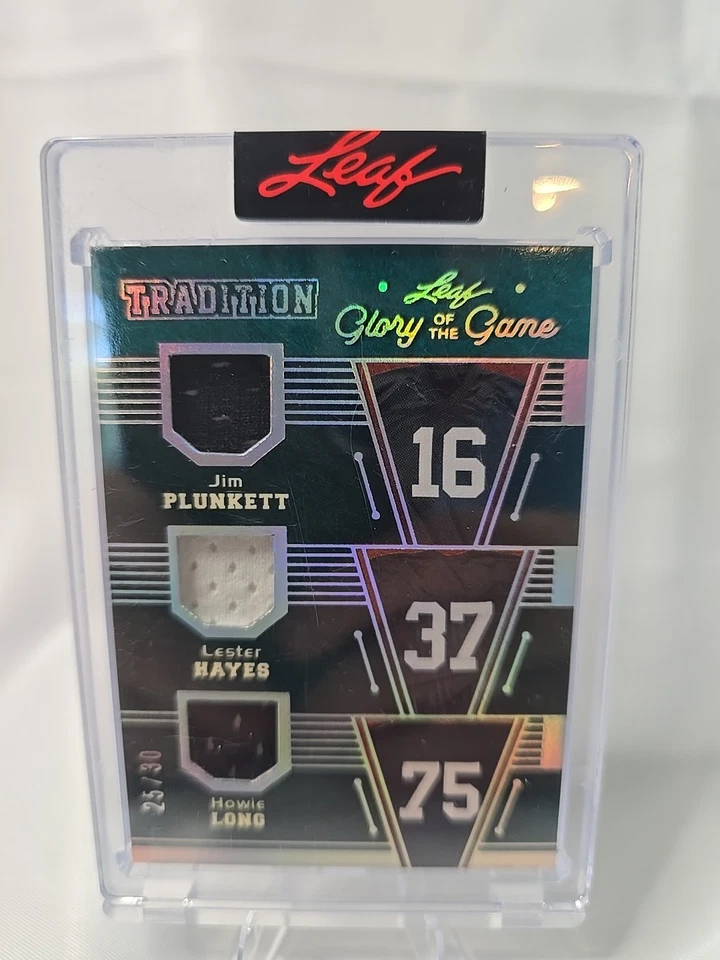 Leaf
TRADITION
Leaf
Glory OF THE Game
16
Jim
PLUNKETT
37
Lester
HAYES
75
Howie
LONG
25/30